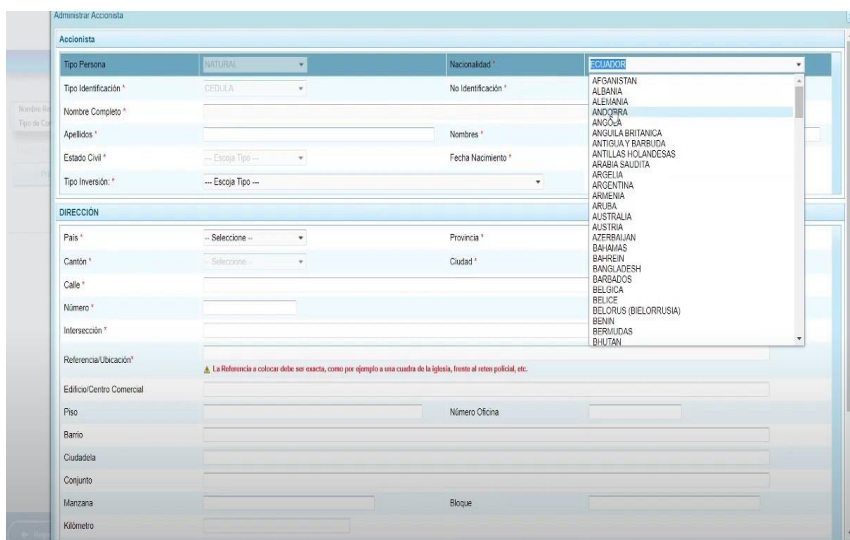 Administrar Accionista
Accionista
Tipo Persona NATURAL Nacionalidad * ECUADOR
Tipo Identificación * CEDULA No Identificación *
Nombre Completo *
Apellidos * Nombres *
Estado Civil * --- Escoja Tipo --- Fecha Nacimiento *
Tipo Inversión: * --- Escoja Tipo ---
AFGANISTAN
ALBANIA
ALEMANIA
ANDORRA
ANGOLA
ANGUILA BRITANICA
ANTIGUA Y BARBUDA
ANTILLAS HOLANDESAS
ARABIA SAUDITA
ARGELIA
ARGENTINA
ARMENIA
ARUBA
AUSTRALIA
AUSTRIA
AZERBAIJAN
BAHAMAS
BAHREIN
BANGLADESH
BARBADOS
BELGICA
BELICE
BELORUS (BIELORRUSIA)
BENIN
BERMUDAS
BHUTAN
DIRECCIÓN
País * -- Seleccione -- Provincia *
Cantón * -- Seleccione -- Ciudad *
Calle *
Número *
Intersección *
Referencia/Ubicación*
La Referencia a colocar debe ser exacta, como por ejemplo a una cuadra de la iglesia, frente al reten policial, etc.
Edificio/Centro Comercial
Piso Número Oficina
Barrio
Ciudadela
Conjunto
Manzana Bloque
Kilómetro